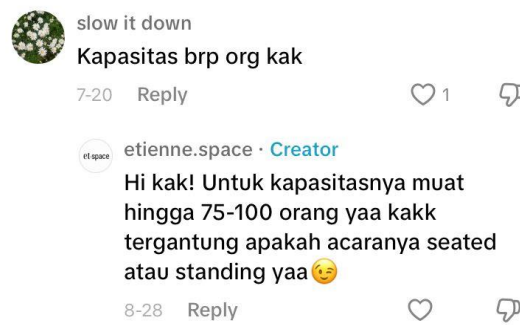 slow it down
Kapasitas brp org kak
7-20 Reply 1
et-space
etienne.space · Creator
Hi kak! Untuk kapasitasnya muat
hingga 75-100 orang yaa kakk
tergantung apakah acaranya seated
atau standing yaa😉
8-28 Reply